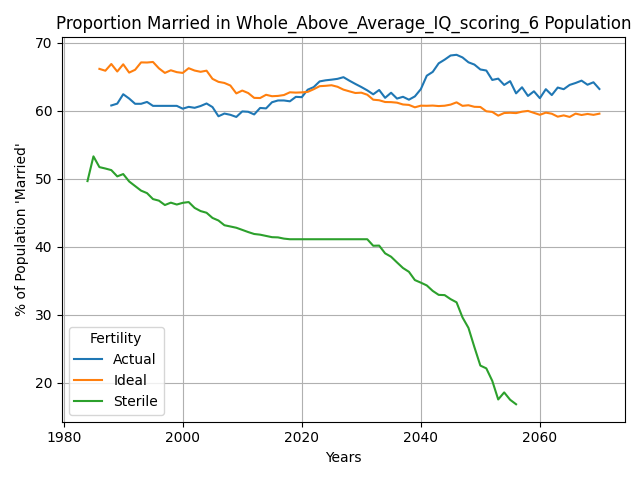 Proportion Married in Whole_Above_Average_IQ_scoring_6 Population
% of Population 'Married'
70
60
50
40
30
20
Fertility
Actual
Ideal
Sterile
1980
2000
2020
2040
2060
Years